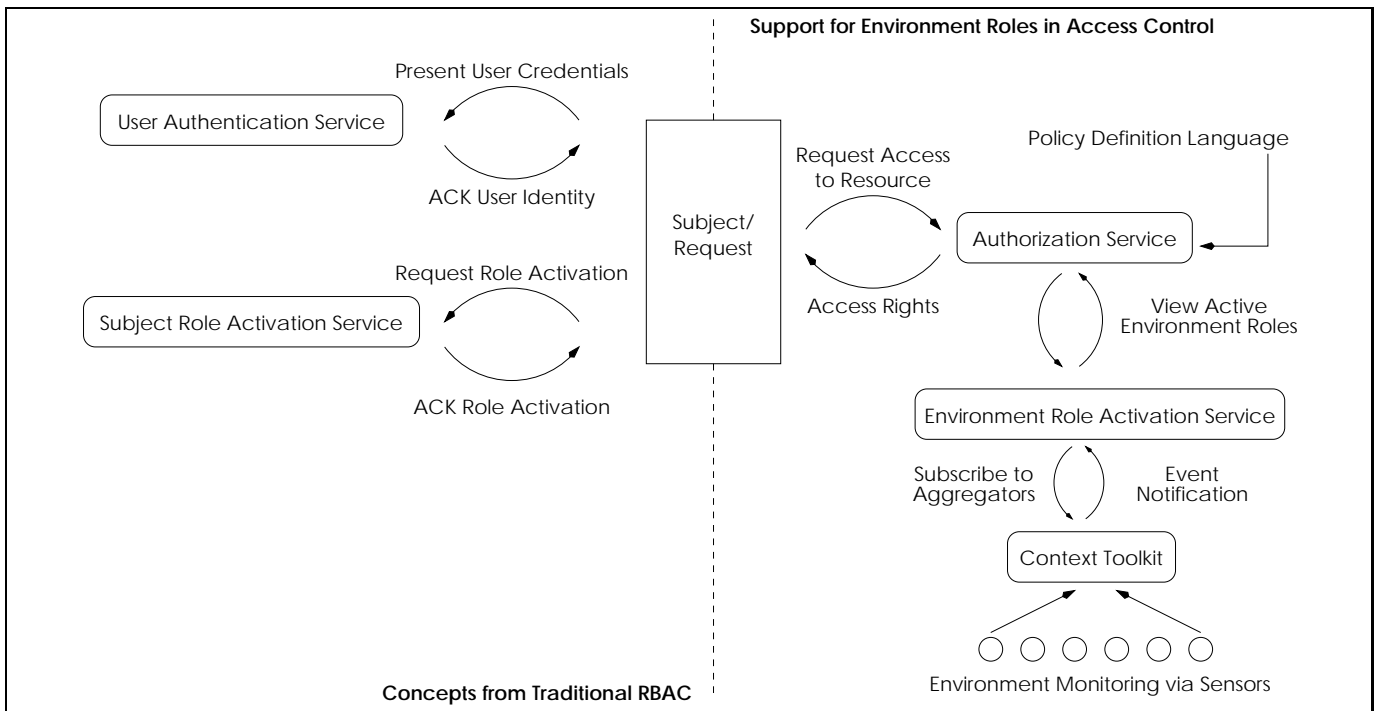 Support for Environment Roles in Access Control
Present User Credentials
User Authentication Service
ACK User Identity
Request Role Activation
Subject Role Activation Service
ACK Role Activation
Subject/
Request
Request Access
to Resource
Access Rights
Policy Definition Language
Authorization Service
View Active
Environment Roles
Environment Role Activation Service
Subscribe to
Aggregators
Event
Notification
Context Toolkit
Environment Monitoring via Sensors
Concepts from Traditional RBAC